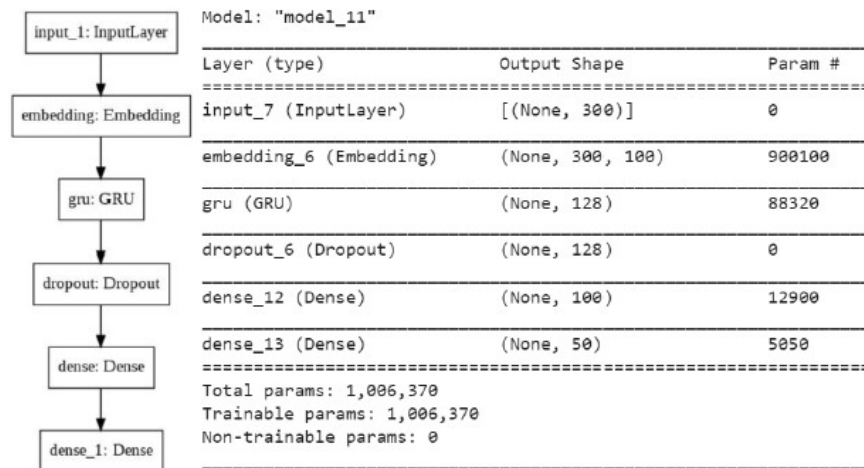 input_1: InputLayer
embedding: Embedding
gru: GRU
dropout: Dropout
dense: Dense
dense_1: Dense
Model: "model_11"
Layer (type) Output Shape Param #
input_7 (InputLayer) [(None, 300)] 0
embedding_6 (Embedding) (None, 300, 100) 900100
gru (GRU) (None, 128) 88320
dropout_6 (Dropout) (None, 128) 0
dense_12 (Dense) (None, 100) 12900
dense_13 (Dense) (None, 50) 5050
Total params: 1,006,370
Trainable params: 1,006,370
Non-trainable params: 0